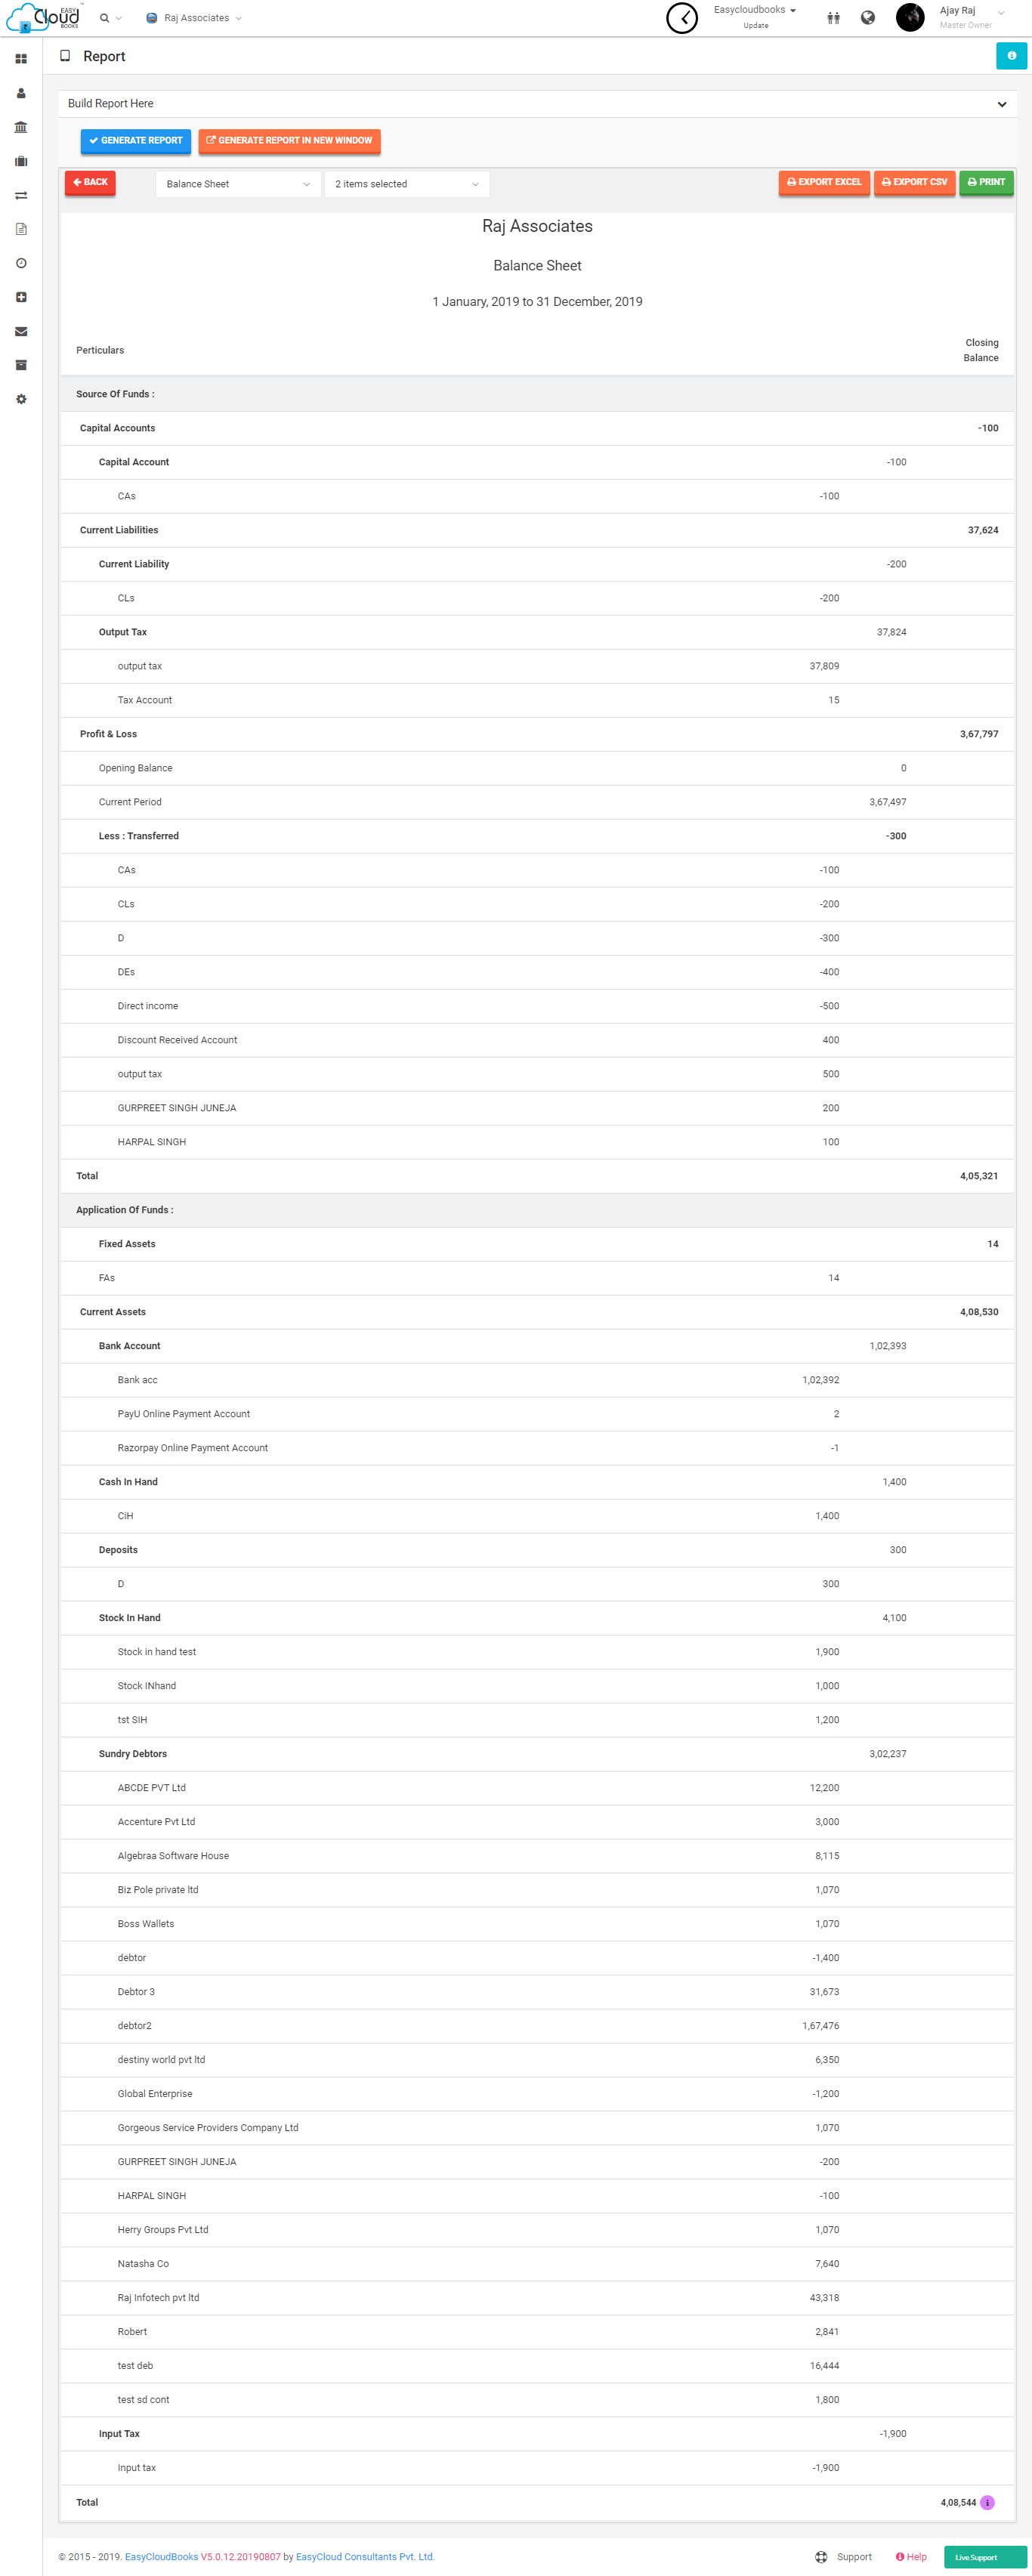 EASY
Cloud
BOOKS
Raj Associates
Easycloudbooks
Update
Ajay Raj
Master Owner
Report
Build Report Here
GENERATE REPORT GENERATE REPORT IN NEW WINDOW
BACK Balance Sheet 2 items selected EXPORT EXCEL EXPORT CSV PRINT
Raj Associates
Balance Sheet
1 January, 2019 to 31 December, 2019
Perticulars Closing Balance
Source Of Funds :
Capital Accounts -100
Capital Account -100
CAs -100
Current Liabilities 37,624
Current Liability -200
CLs -200
Output Tax 37,824
output tax 37,809
Tax Account 15
Profit & Loss 3,67,797
Opening Balance 0
Current Period 3,67,497
Less : Transferred -300
CAs -100
CLs -200
D -300
DEs -400
Direct income -500
Discount Received Account 400
output tax 500
GURPREET SINGH JUNEJA 200
HARPAL SINGH 100
Total 4,05,321
Application Of Funds :
Fixed Assets 14
FAs 14
Current Assets 4,08,530
Bank Account 1,02,393
Bank acc 1,02,392
PayU Online Payment Account 2
Razorpay Online Payment Account -1
Cash In Hand 1,400
CiH 1,400
Deposits 300
D 300
Stock In Hand 4,100
Stock in hand test 1,900
Stock INhand 1,000
tst SIH 1,200
Sundry Debtors 3,02,237
ABCDE PVT Ltd 12,200
Accenture Pvt Ltd 3,000
Algebraa Software House 8,115
Biz Pole private ltd 1,070
Boss Wallets 1,070
debtor -1,400
Debtor 3 31,673
debtor2 1,67,476
destiny world pvt ltd 6,350
Global Enterprise -1,200
Gorgeous Service Providers Company Ltd 1,070
GURPREET SINGH JUNEJA -200
HARPAL SINGH -100
Herry Groups Pvt Ltd 1,070
Natasha Co 7,640
Raj Infotech pvt ltd 43,318
Robert 2,841
test deb 16,444
test sd cont 1,800
Input Tax -1,900
Input tax -1,900
Total 4,08,544
© 2015 - 2019. EasyCloudBooks V5.0.12.20190807 by EasyCloud Consultants Pvt. Ltd. Support Help Live Support